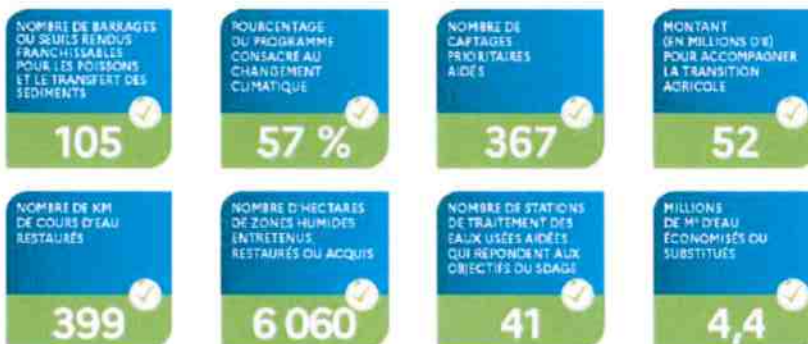 NOMBRE DE BARRAGES
OU SEUILS RENDUS
FRANCHISSABLES
POUR LES POISSONS
ET LE TRANSFERT DES
SÉDIMENTS
105
POURCENTAGE
DU PROGRAMME
CONSACRÉ AU
CHANGEMENT
CLIMATIQUE
57 %
NOMBRE DE
CAPTAGES
PRIORITAIRES
AIDÉS
367
MONTANT
(EN MILLIONS D'€)
POUR ACCOMPAGNER
LA TRANSITION
AGRICOLE
52
NOMBRE DE KM
DE COURS D'EAU
RESTAURÉS
399
NOMBRE D'HECTARES
DE ZONES HUMIDES
ENTRETENUS,
RESTAURÉS OU ACQUIS
6 060
NOMBRE DE STATIONS
DE TRAITEMENT DES
EAUX USÉES AIDÉES
QUI RÉPONDENT AUX
OBJECTIFS DU SDAGE
41
MILLIONS
DE M³ D'EAU
ÉCONOMISÉS OU
SUBSTITUÉS
4,4